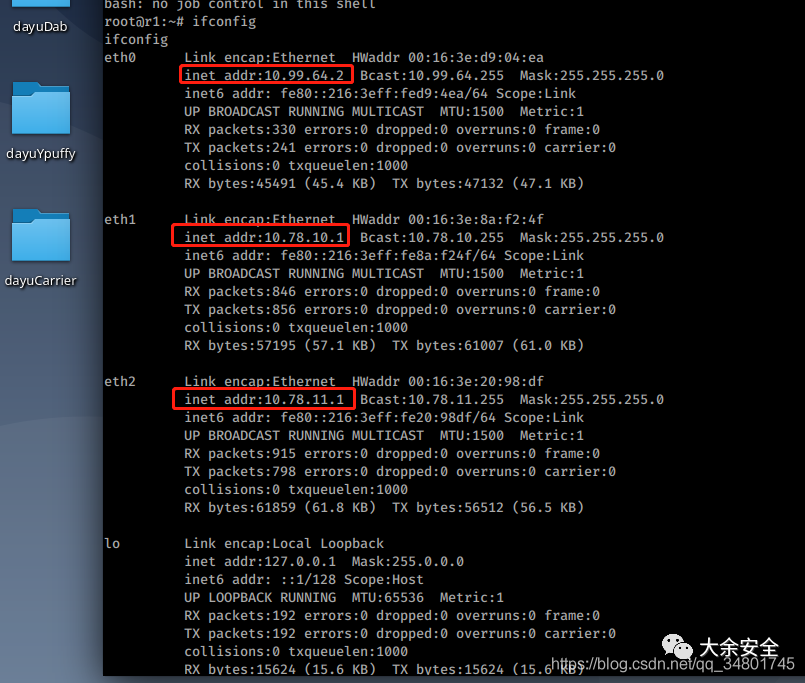 dayuDab
dayuYpuffy
dayuCarrier
bash: no job control in this shell
root@r1:~# ifconfig
ifconfig
eth0 Link encap:Ethernet HWaddr 00:16:3e:d9:04:ea
inet addr:10.99.64.2 Bcast:10.99.64.255 Mask:255.255.255.0
inet6 addr: fe80::216:3eff:fed9:4ea/64 Scope:Link
UP BROADCAST RUNNING MULTICAST MTU:1500 Metric:1
RX packets:330 errors:0 dropped:0 overruns:0 frame:0
TX packets:241 errors:0 dropped:0 overruns:0 carrier:0
collisions:0 txqueuelen:1000
RX bytes:45491 (45.4 KB) TX bytes:47132 (47.1 KB)
eth1 Link encap:Ethernet HWaddr 00:16:3e:8a:f2:4f
inet addr:10.78.10.1 Bcast:10.78.10.255 Mask:255.255.255.0
inet6 addr: fe80::216:3eff:fe8a:f24f/64 Scope:Link
UP BROADCAST RUNNING MULTICAST MTU:1500 Metric:1
RX packets:846 errors:0 dropped:0 overruns:0 frame:0
TX packets:856 errors:0 dropped:0 overruns:0 carrier:0
collisions:0 txqueuelen:1000
RX bytes:57195 (57.1 KB) TX bytes:61007 (61.0 KB)
eth2 Link encap:Ethernet HWaddr 00:16:3e:20:98:df
inet addr:10.78.11.1 Bcast:10.78.11.255 Mask:255.255.255.0
inet6 addr: fe80::216:3eff:fe20:98df/64 Scope:Link
UP BROADCAST RUNNING MULTICAST MTU:1500 Metric:1
RX packets:915 errors:0 dropped:0 overruns:0 frame:0
TX packets:798 errors:0 dropped:0 overruns:0 carrier:0
collisions:0 txqueuelen:1000
RX bytes:61859 (61.8 KB) TX bytes:56512 (56.5 KB)
lo Link encap:Local Loopback
inet addr:127.0.0.1 Mask:255.0.0.0
inet6 addr: ::1/128 Scope:Host
UP LOOPBACK RUNNING MTU:65536 Metric:1
RX packets:192 errors:0 dropped:0 overruns:0 frame:0
TX packets:192 errors:0 dropped:0 overruns:0 carrier:0
collisions:0 txqueuelen:1000
RX bytes:15624 (15.6 KB) TX bytes:15624 (15.6 KB)
大余安全
https://blog.csdn.net/qq_34801745